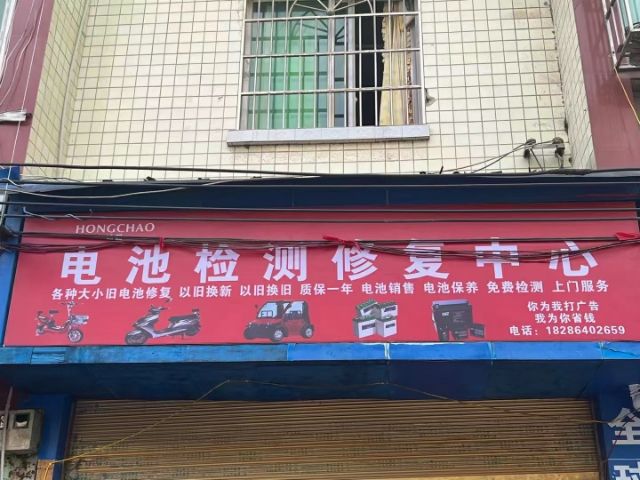 HONGCHAO
电池检测修复中心
各种大小旧电池修复 以旧换新 以旧换旧 质保一年 电池销售 电池保养 免费检测 上门服务
你为我打广告
我为你省钱
电话：18286402659
全
球